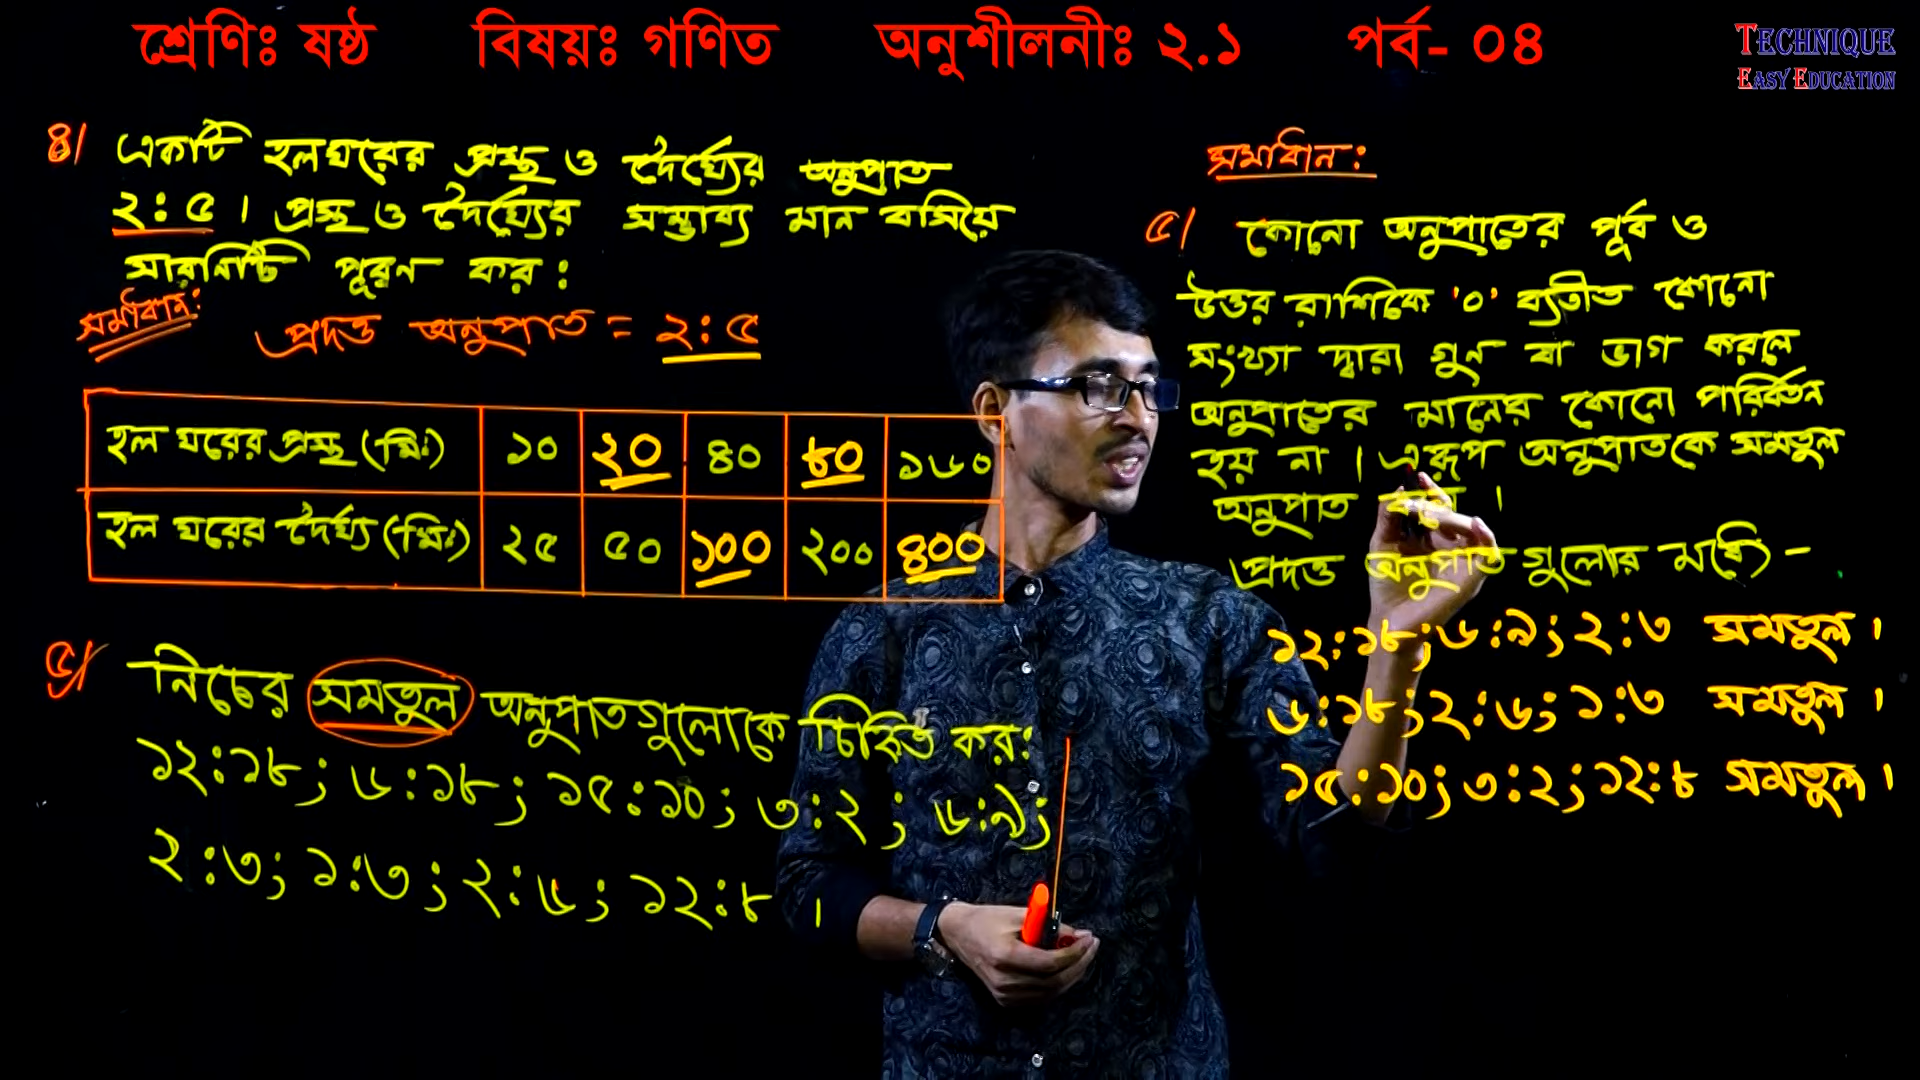 শ্রেণিঃ ষষ্ঠ বিষয়ঃ গণিত অনুশীলনীঃ ২.১ পর্ব- ০৪
TECHNIQUE
EASY EDUCATION
৪। একটি হলঘরের প্রস্থ ও দৈর্ঘ্যের অনুপাত
২:৫। প্রস্থ ও দৈর্ঘ্যের সম্ভাব্য মান বসিয়ে
সারণিটি পূরণ কর:
সমাধান:
প্রদত্ত অনুপাত = ২:৫
হল ঘরের প্রস্থ (মি:) ১০ ২০ ৪০ ৮০ ১৬০
হল ঘরের দৈর্ঘ্য (মি:) ২৫ ৫০ ১০০ ২০০ ৪০০
৫। নিচের সমতুল অনুপাতগুলোকে চিহ্নিত কর:
১২:১৮; ৬:১৮; ১৫:১০; ৩:২; ৬:৯;
২:৩; ১:৩; ২:৬; ১২:৮।
সমাধান:
৫। কোনো অনুপাতের পূর্ব ও
উত্তর রাশিকে '০' ব্যতীত কোনো
সংখ্যা দ্বারা গুন বা ভাগ করলে
অনুপাতের মানের কোনো পরিবর্তন
হয় না। এরূপ অনুপাতকে সমতুল
অনুপাত বলে।
প্রদত্ত অনুপাত গুলোর মধ্যে -
১২:১৮; ৬:৯; ২:৩ সমতুল।
৬:১৮; ২:৬; ১:৩ সমতুল।
১৫:১০; ৩:২; ১২:৮ সমতুল।